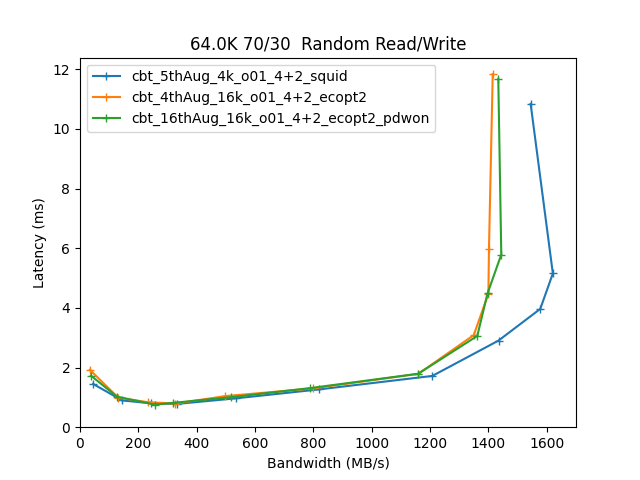 64.0K 70/30  Random Read/Write
cbt_5thAug_4k_o01_4+2_squid
cbt_4thAug_16k_o01_4+2_ecopt2
cbt_16thAug_16k_o01_4+2_ecopt2_pdwon
12
10
8
6
4
2
0
Latency (ms)
0 200 400 600 800 1000 1200 1400 1600
Bandwidth (MB/s)